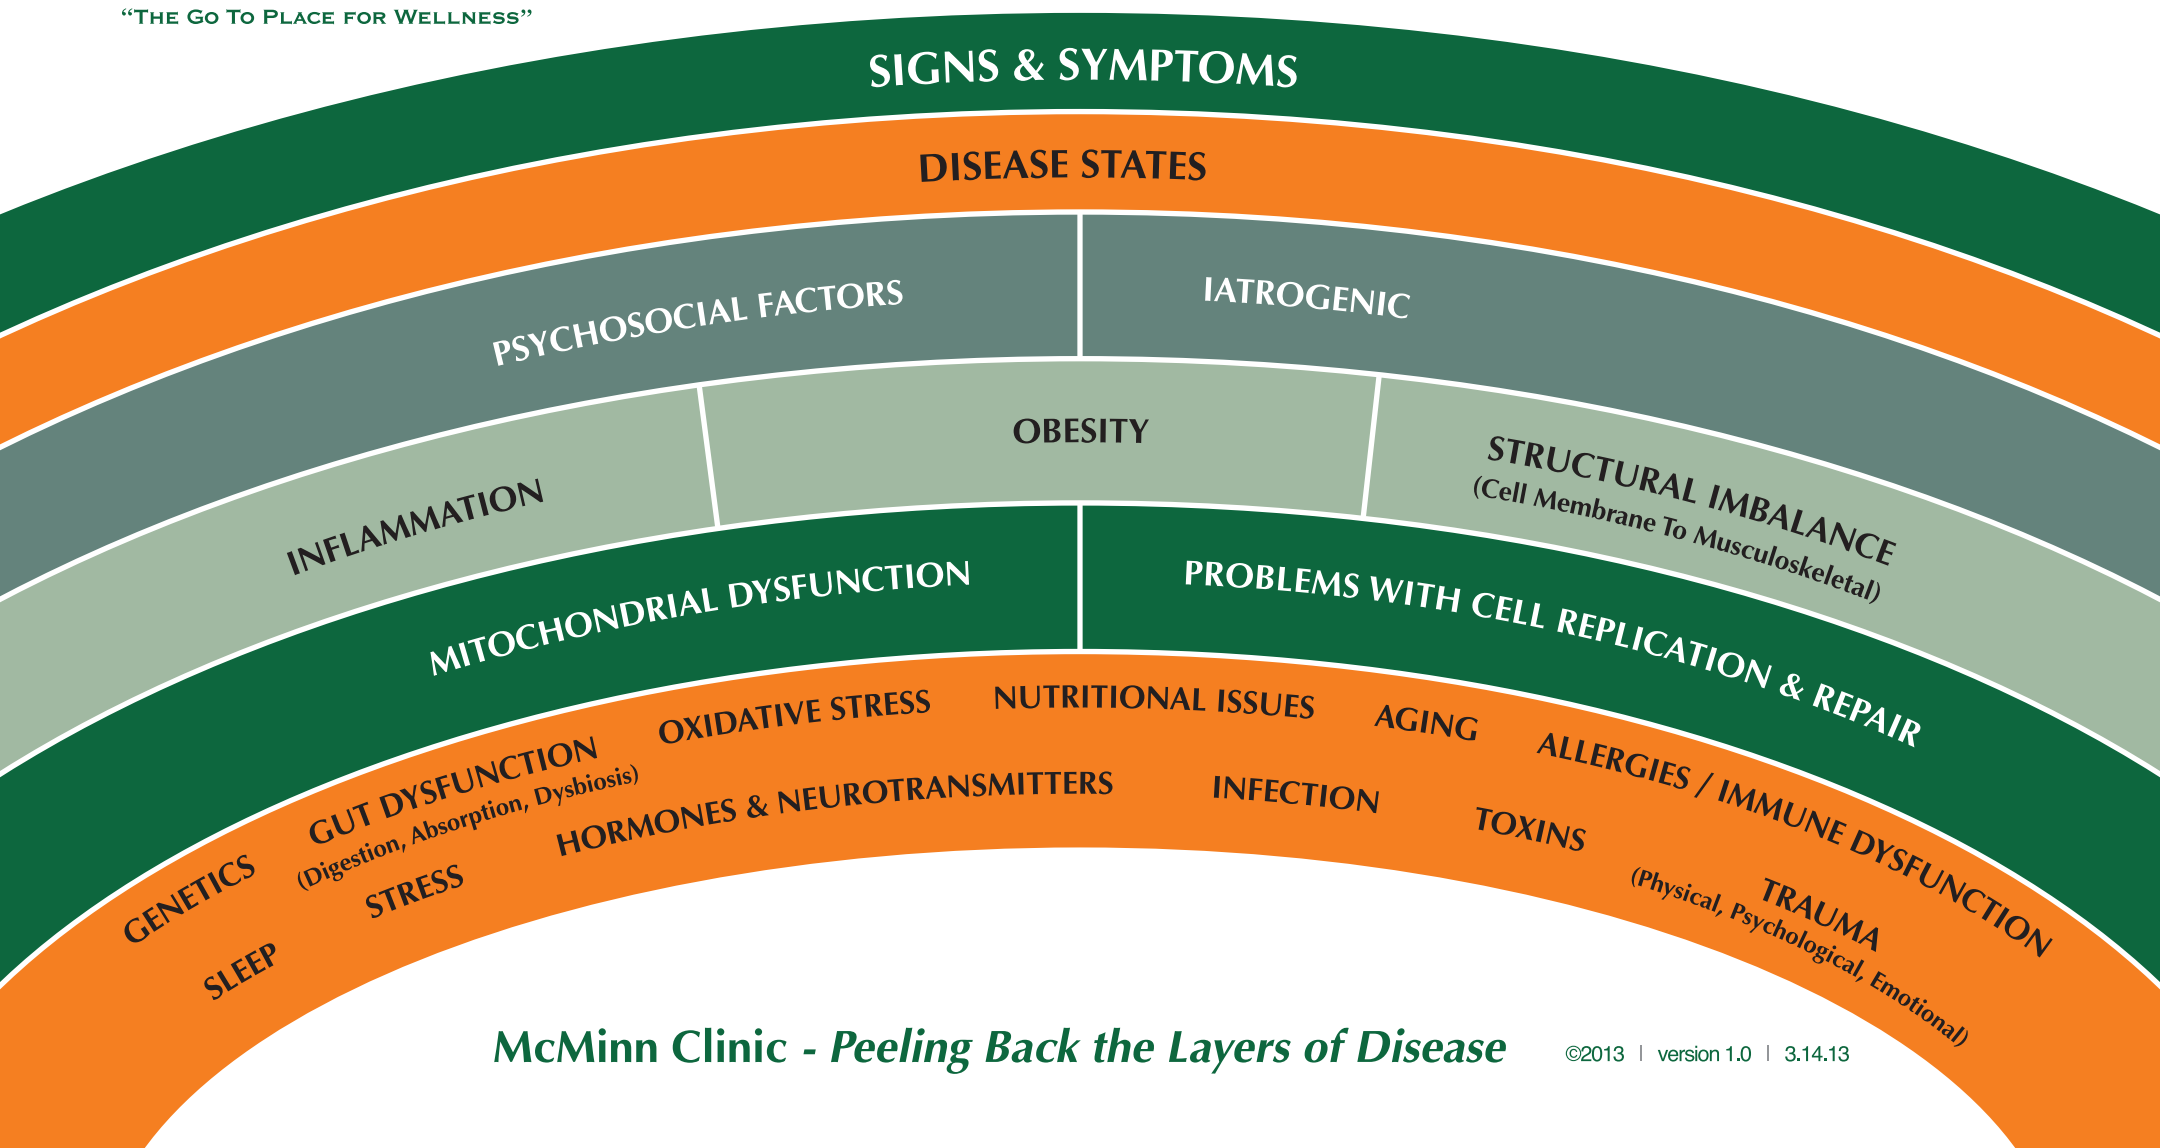 “The Go To Place for Wellness”
SIGNS & SYMPTOMS
DISEASE STATES
PSYCHOSOCIAL FACTORS
IATROGENIC
INFLAMMATION
OBESITY
STRUCTURAL IMBALANCE
(Cell Membrane To Musculoskeletal)
MITOCHONDRIAL DYSFUNCTION
PROBLEMS WITH CELL REPLICATION & REPAIR
GENETICS
GUT DYSFUNCTION
(Digestion, Absorption, Dysbiosis)
OXIDATIVE STRESS
NUTRITIONAL ISSUES
AGING
ALLERGIES / IMMUNE DYSFUNCTION
SLEEP
STRESS
HORMONES & NEUROTRANSMITTERS
INFECTION
TOXINS
TRAUMA
(Physical, Psychological, Emotional)
McMinn Clinic - Peeling Back the Layers of Disease
©2013 | version 1.0 | 3.14.13